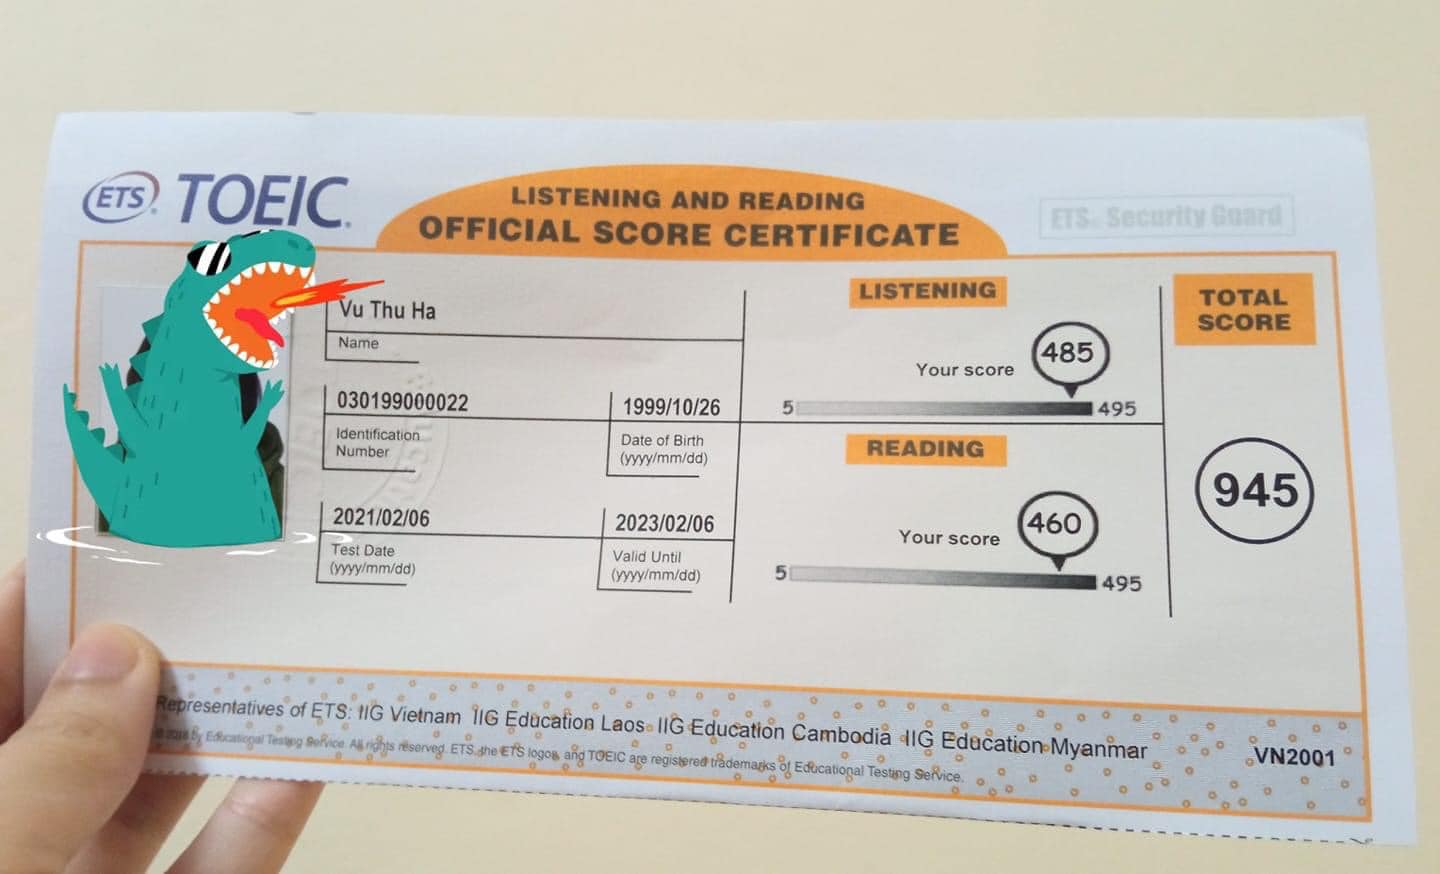 ETS® TOEIC®
LISTENING AND READING
OFFICIAL SCORE CERTIFICATE
ETS® Security Guard
Vu Thu Ha
Name
030199000022
Identification
Number
1999/10/26
Date of Birth
(yyyy/mm/dd)
2021/02/06
Test Date
(yyyy/mm/dd)
2023/02/06
Valid Until
(yyyy/mm/dd)
LISTENING
Your score
485
5
495
READING
Your score
460
5
495
TOTAL
SCORE
945
Representatives of ETS: IIG Vietnam IIG Education Laos IIG Education Cambodia IIG Education Myanmar
by Educational Testing Service. All rights reserved. ETS, the ETS logos, and TOEIC are registered trademarks of Educational Testing Service.
VN2001